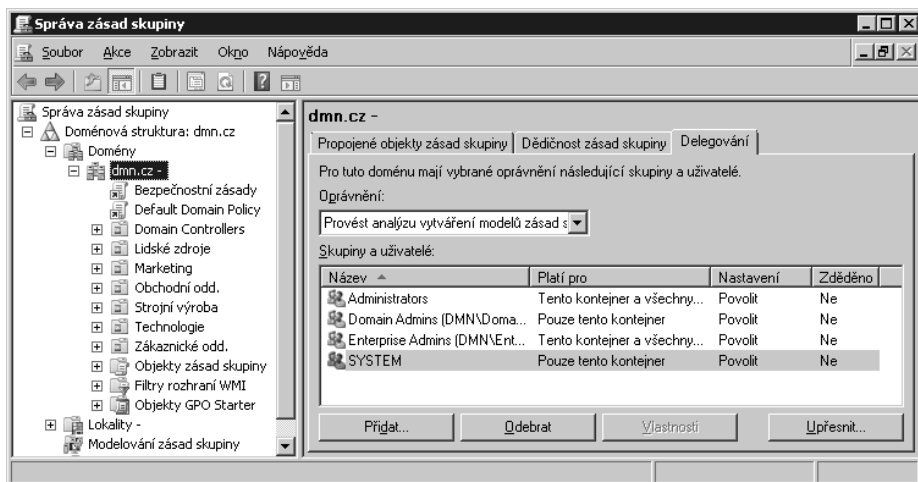 Správa zásad skupiny
Soubor Akce Zobrazit Okno Nápověda
Správa zásad skupiny
Doménová struktura: dmn.cz
Domény
dmn.cz -
Bezpečnostní zásady
Default Domain Policy
Domain Controllers
Lidské zdroje
Marketing
Obchodní odd.
Strojní výroba
Technologie
Zákaznické odd.
Objekty zásad skupiny
Filtry rozhraní WMI
Objekty GPO Starter
Lokality -
Modelování zásad skupiny
dmn.cz -
Propojené objekty zásad skupiny Dědičnost zásad skupiny Delegování
Pro tuto doménu mají vybrané oprávnění následující skupiny a uživatelé.
Oprávnění:
Provést analýzu vytváření modelů zásad s
Skupiny a uživatelé:
Název Platí pro Nastavení Zděděno
Administrators Tento kontejner a všechny... Povolit Ne
Domain Admins (DMN\Doma... Pouze tento kontejner Povolit Ne
Enterprise Admins (DMN\Ent... Tento kontejner a všechny... Povolit Ne
SYSTEM Pouze tento kontejner Povolit Ne
Přidat... Odebrat Vlastnosti Upřesnit...